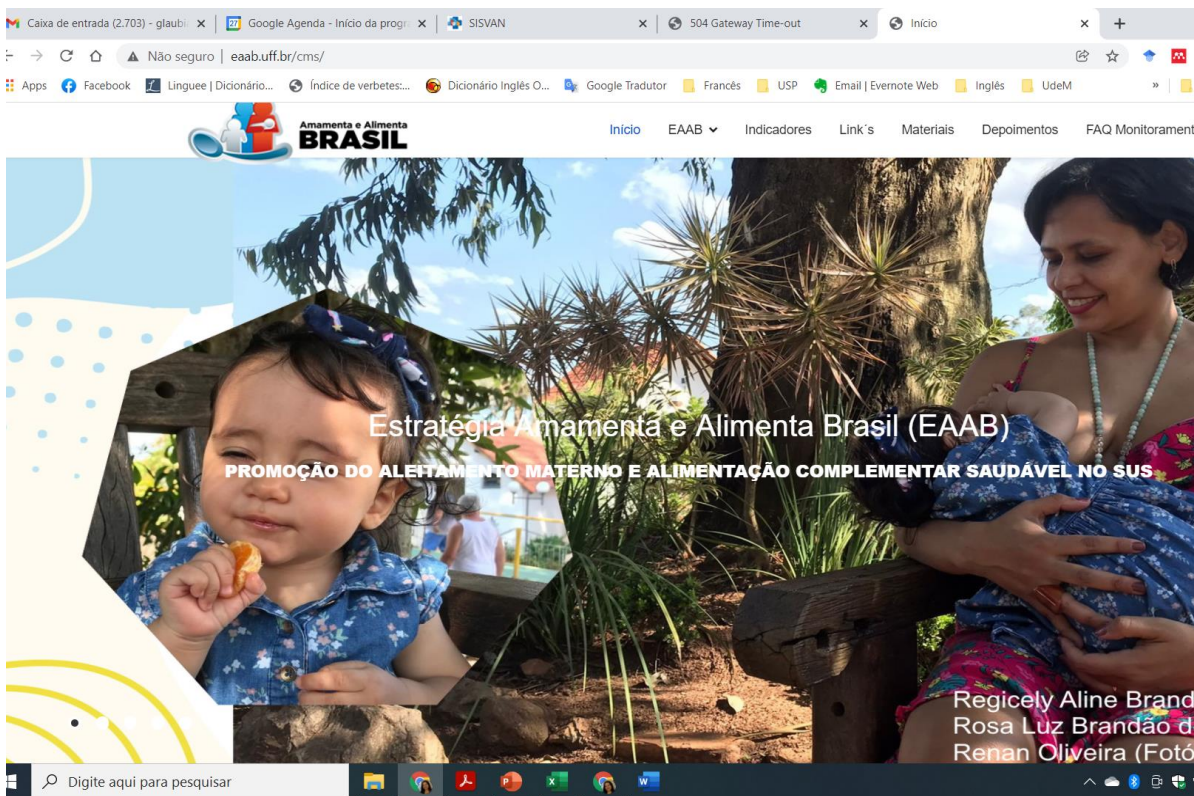 Caixa de entrada (2.703) - glaubi
Google Agenda - Início da progr
SISVAN
504 Gateway Time-out
Início
Não seguro | eaab.uff.br/cms/
Apps Facebook Linguee | Dicionário... Índice de verbetes:... Dicionário Inglês O... Google Tradutor Francés USP Email | Evernote Web Inglês UdeM »
Amamenta e Alimenta
BRASIL
Início EAAB Indicadores Link´s Materiais Depoimentos FAQ Monitorament
Estratégia Amamenta e Alimenta Brasil (EAAB)
PROMOÇÃO DO ALEITAMENTO MATERNO E ALIMENTAÇÃO COMPLEMENTAR SAUDÁVEL NO SUS
Regicely Aline Brand
Rosa Luz Brandão d
Renan Oliveira (Fotó
Digite aqui para pesquisar